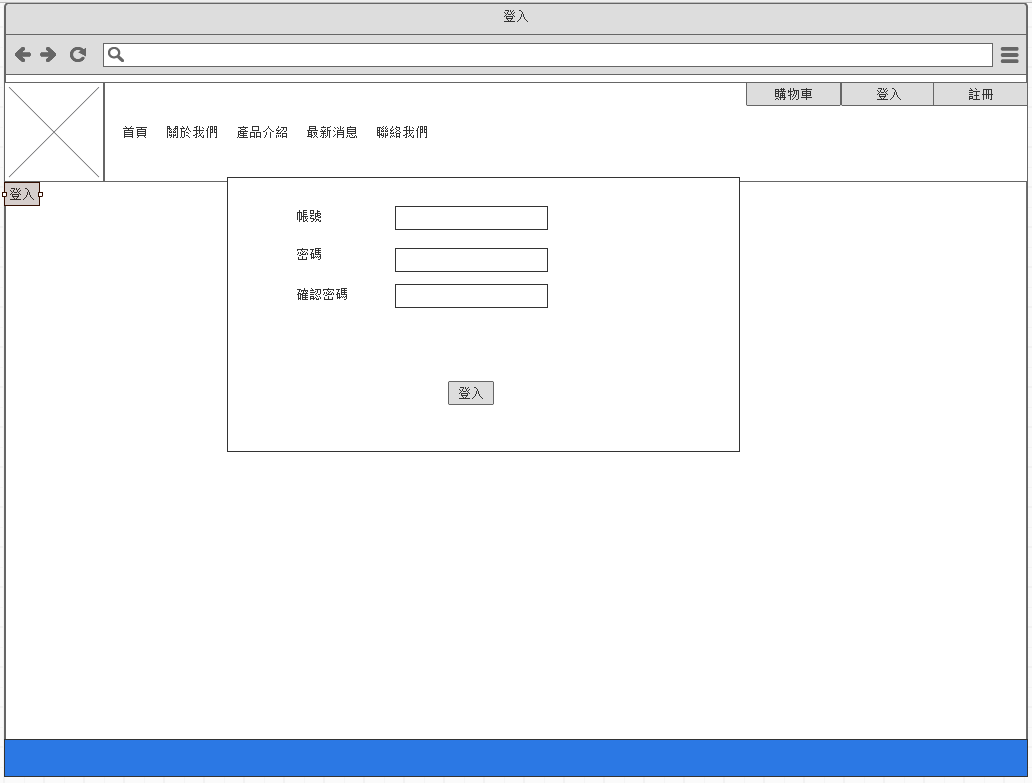 登入
購物車 登入 註冊
首頁 關於我們 產品介紹 最新消息 聯絡我們
登入
帳號
密碼
確認密碼
登入